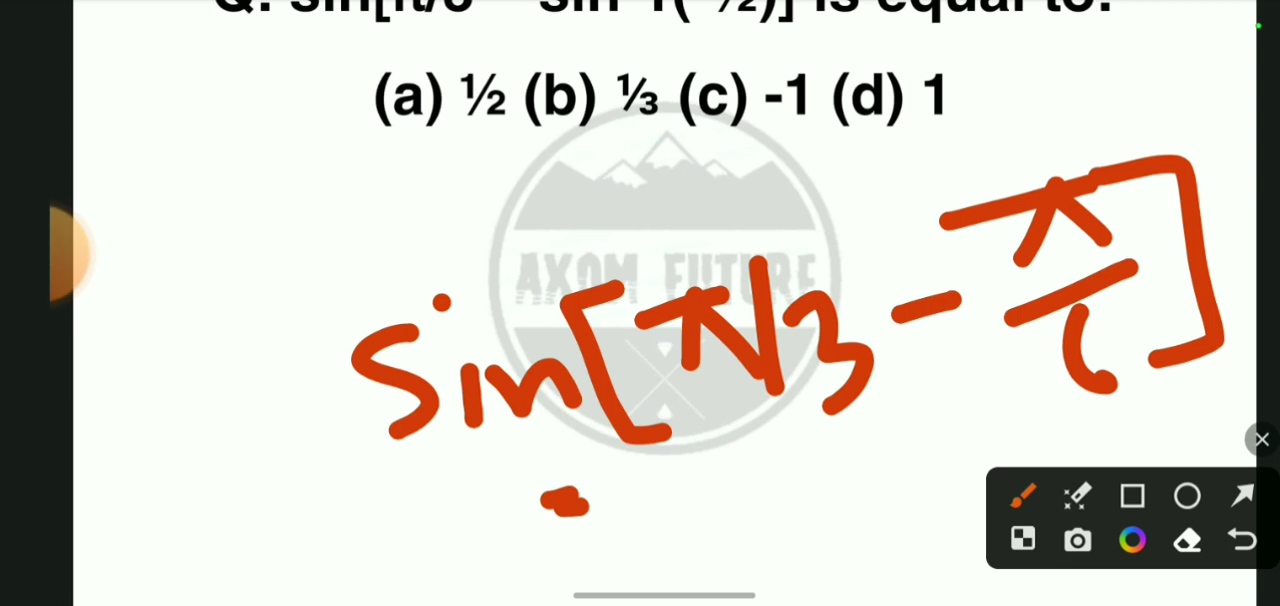 (a) ½ (b) ⅓ (c) -1 (d) 1
AXOM FUTURE
sin[π/3 - π/6]